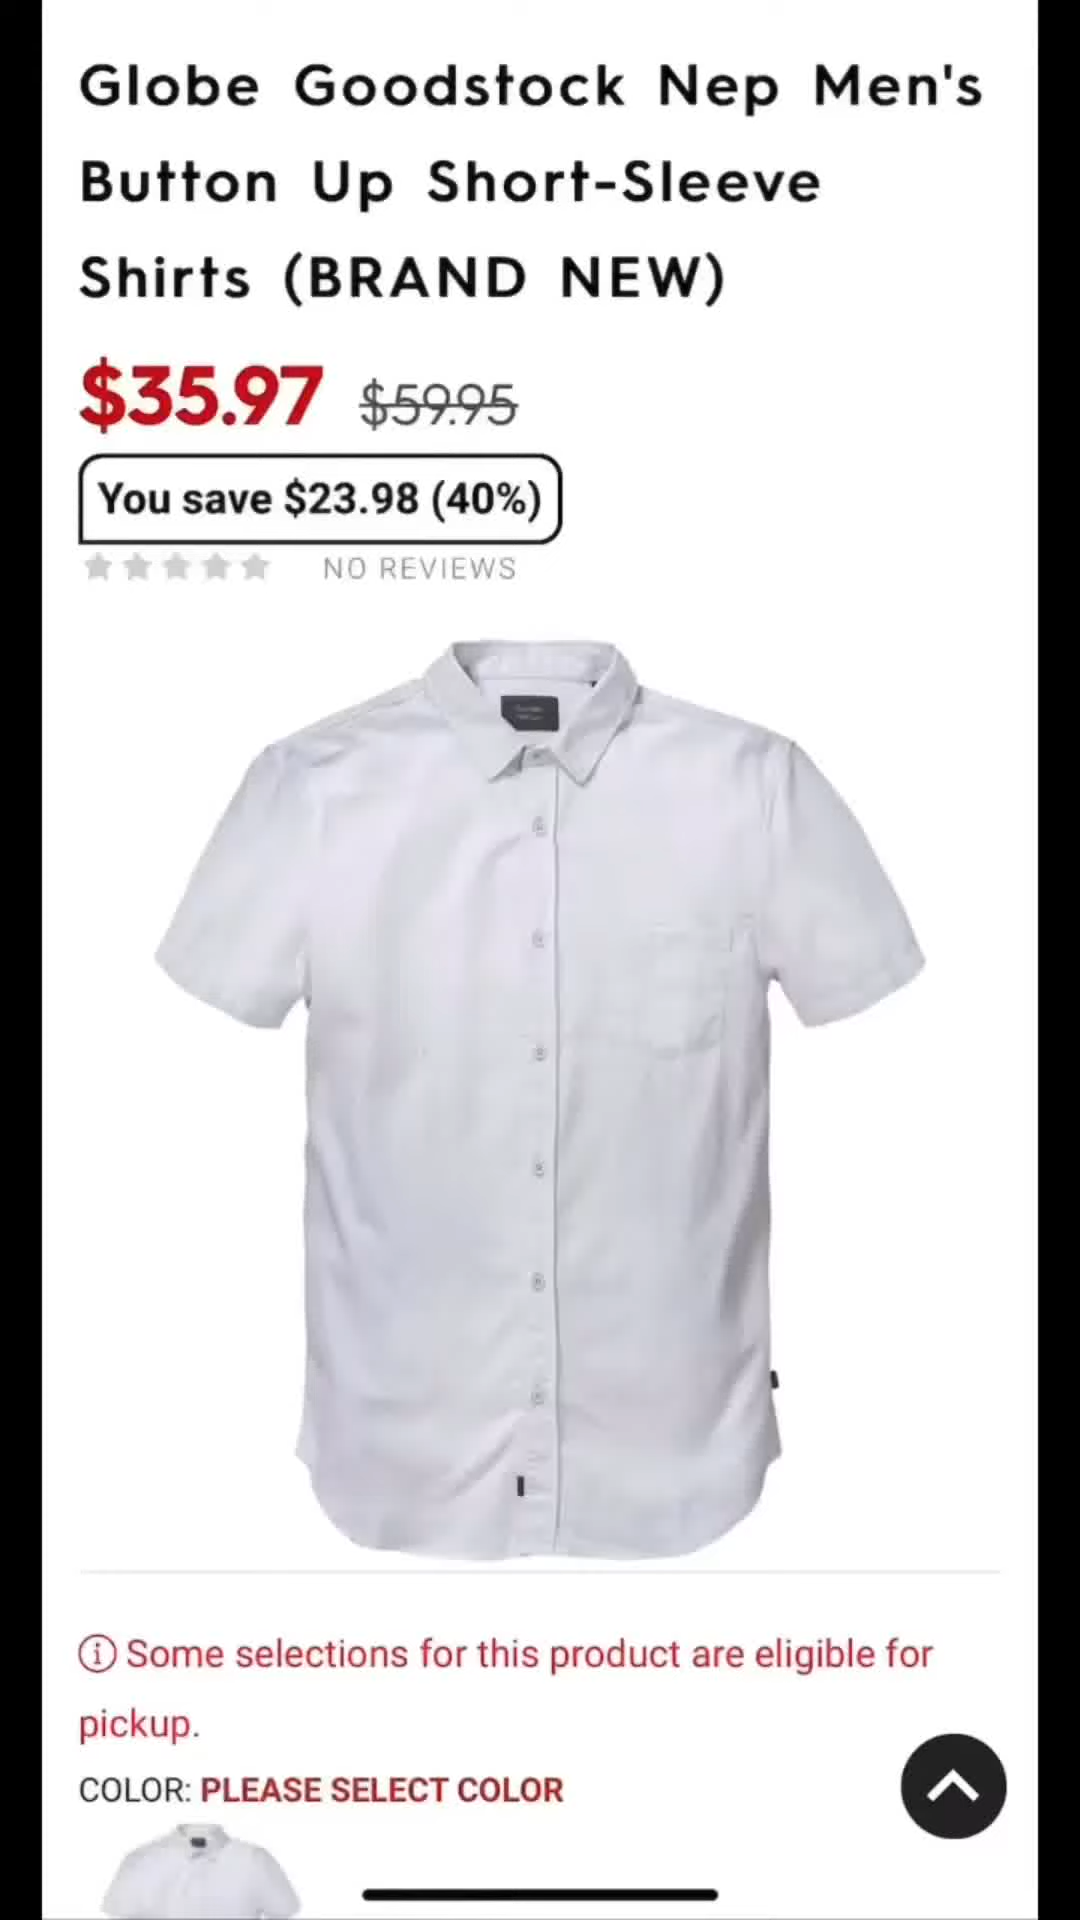 Globe Goodstock Nep Men's
Button Up Short-Sleeve
Shirts (BRAND NEW)
$35.97 $59.95
You save $23.98 (40%)
NO REVIEWS
Some selections for this product are eligible for
pickup.
COLOR: PLEASE SELECT COLOR